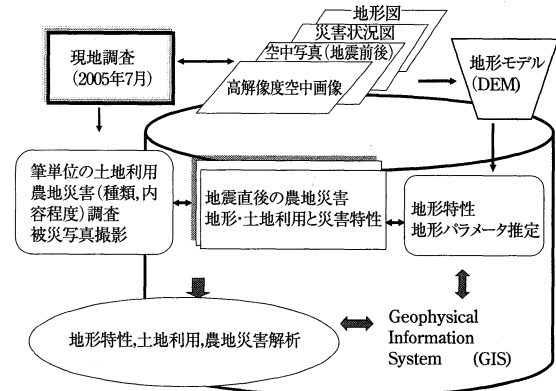 地形図
災害状況図
空中写真(地震前後)
高解像度空中画像
現地調査
(2005年7月)
地形モデル
(DEM)
筆単位の土地利用
農地災害(種類,内
容程度)調査
被災写真撮影
地震直後の農地災害
地形・土地利用と災害特性
地形特性
地形パラメータ推定
地形特性,土地利用,農地災害解析
Geophysical
Information
System (GIS)